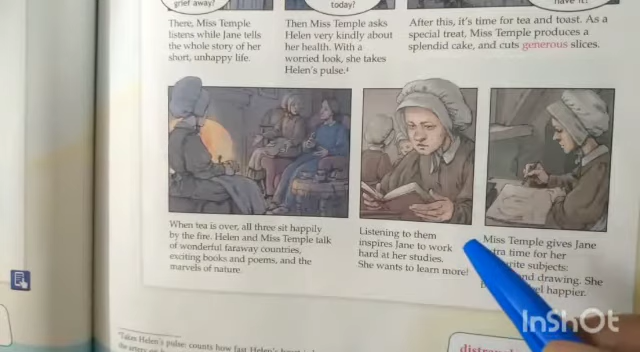 grief away?
today?
have it?
There, Miss Temple
listens while Jane tells
the whole story of her
short, unhappy life.
Then Miss Temple asks
Helen very kindly about
her health. With a
worried look, she takes
Helen's pulse.⁴
After this, it's time for tea and toast. As a
special treat, Miss Temple produces a
splendid cake, and cuts generous slices.
When tea is over, all three sit happily
by the fire. Helen and Miss Temple talk
of wonderful faraway countries,
exciting books and poems, and the
marvels of nature.
Listening to them
inspires Jane to work
hard at her studies.
She wants to learn more!
Miss Temple gives Jane
time for her
subjects:
and drawing. She
happier.
⁴Takes Helen's pulse: counts how fast Helen's
InShOt